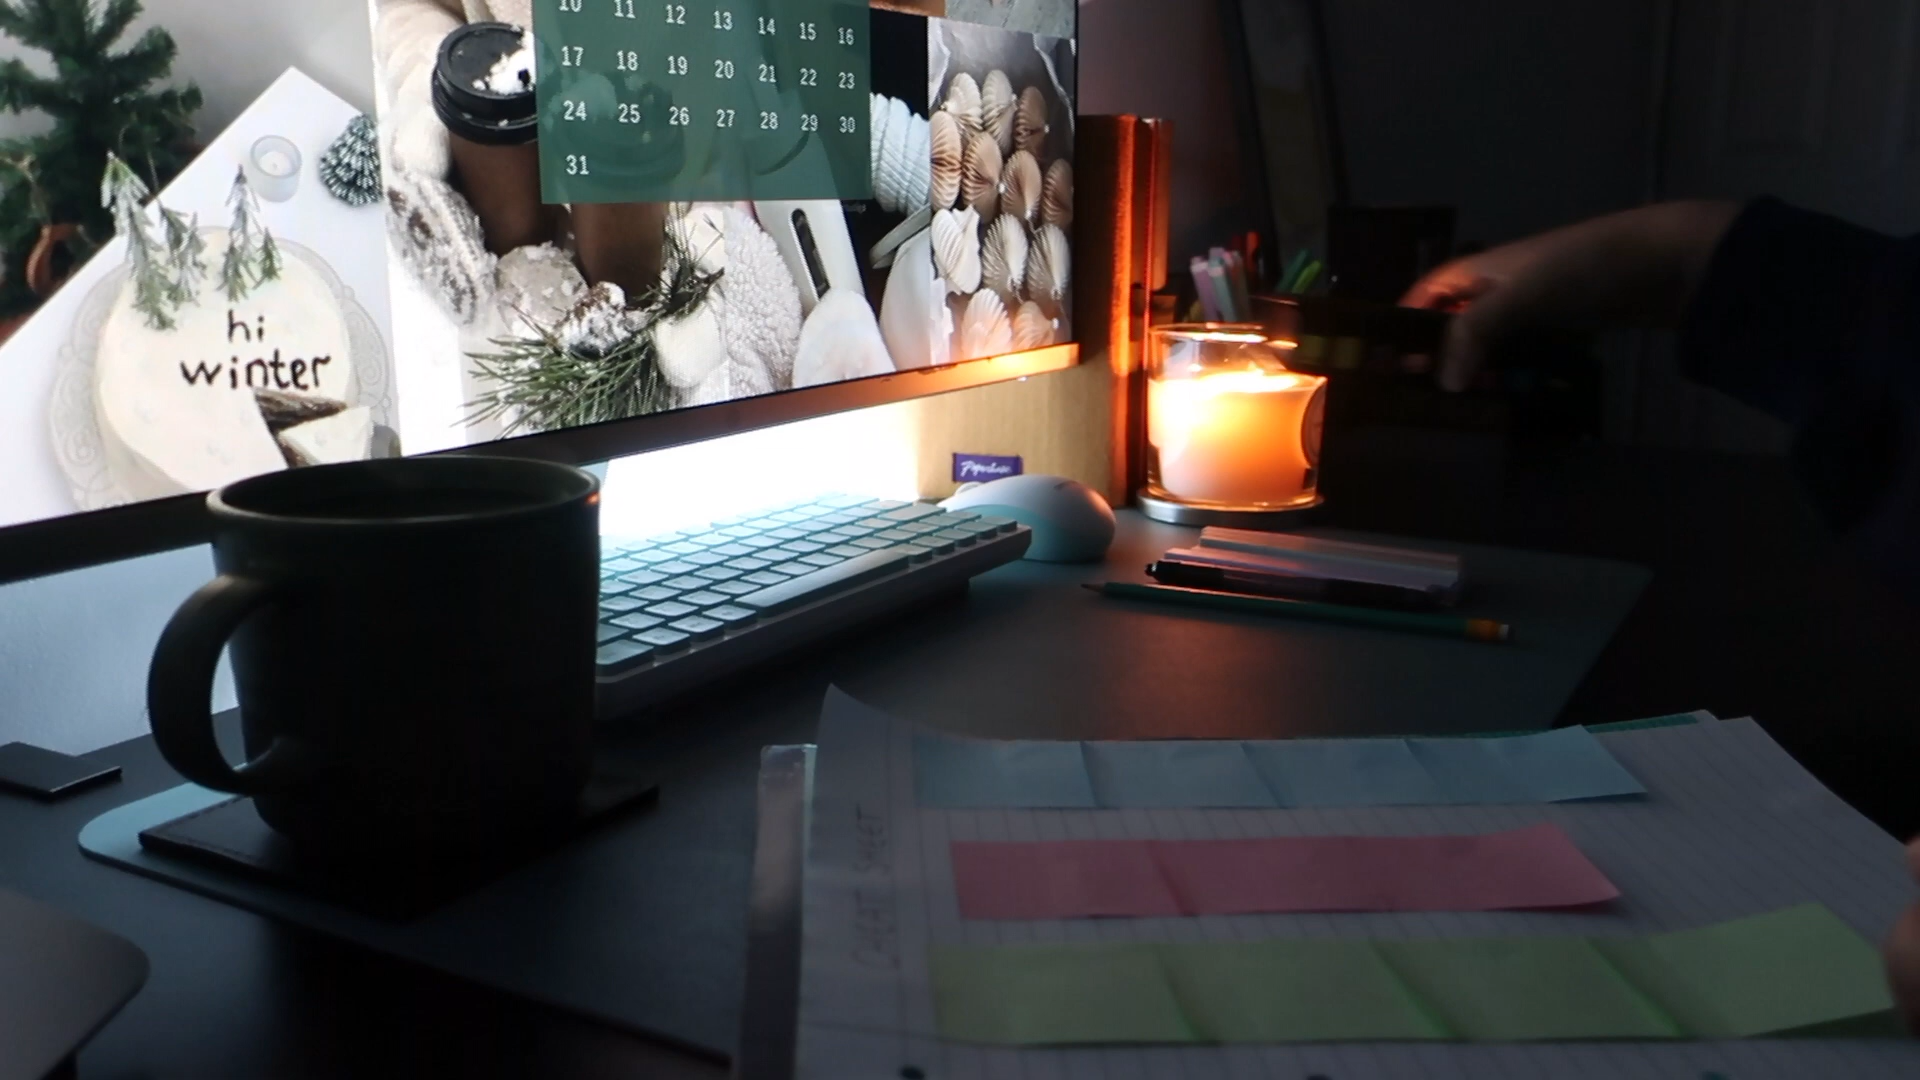 10 11 12 13 14 15 16
17 18 19 20 21 22 23
24 25 26 27 28 29 30
31
hi
winter
Paperchase
CHEAT SHEET